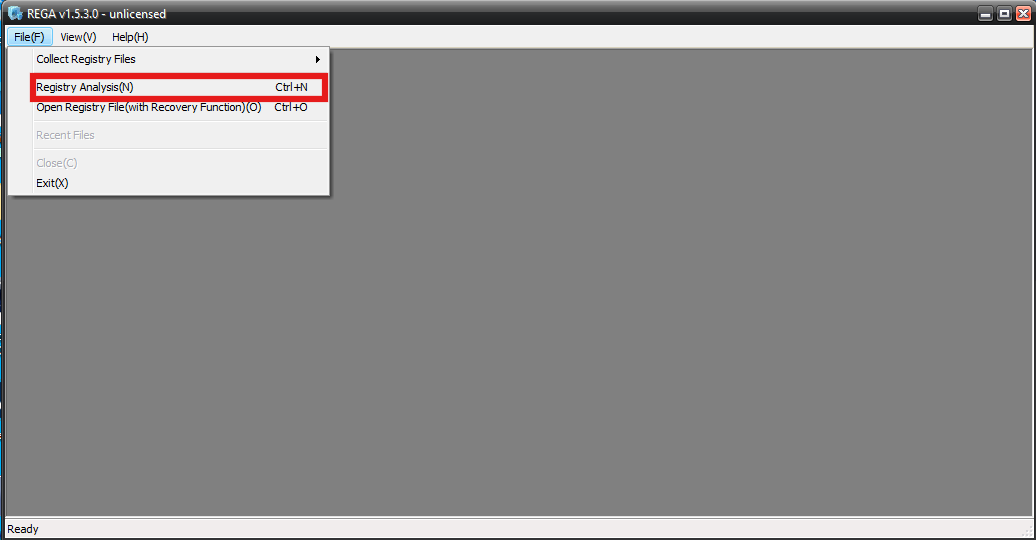 REGA v1.5.3.0 - unlicensed
File(F) View(V) Help(H)
Collect Registry Files
Registry Analysis(N) Ctrl+N
Open Registry File(with Recovery Function)(O) Ctrl+O
Recent Files
Close(C)
Exit(X)
Ready